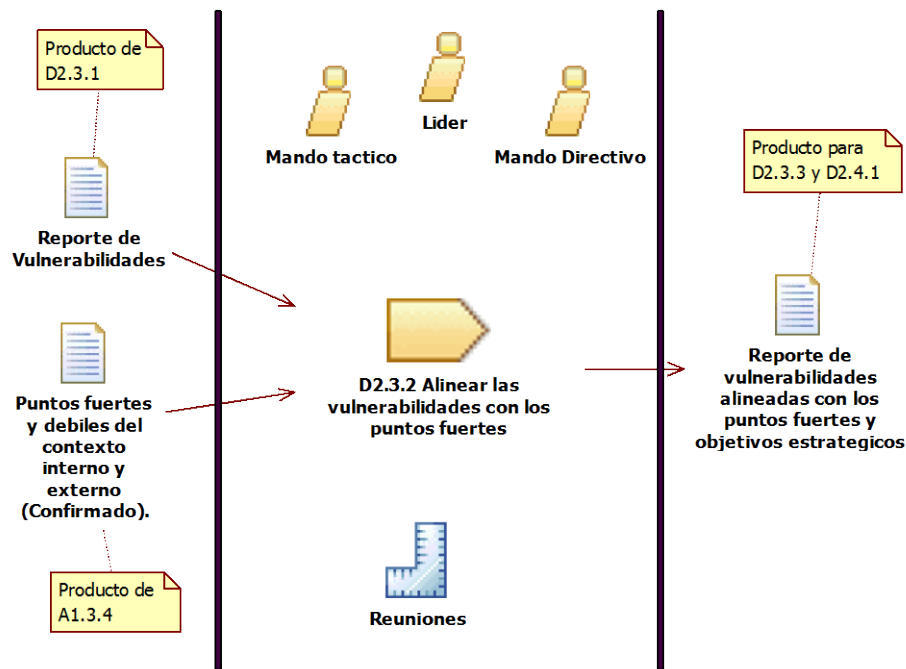 Producto de
D2.3.1
Reporte de
Vulnerabilidades
Puntos fuertes
y debiles del
contexto
interno y
externo
(Confirmado).
Producto de
A1.3.4
Mando tactico
Lider
Mando Directivo
D2.3.2 Alinear las
vulnerabilidades con los
puntos fuertes
Reuniones
Producto para
D2.3.3 y D2.4.1
Reporte de
vulnerabilidades
alineadas con los
puntos fuertes y
objetivos estrategicos